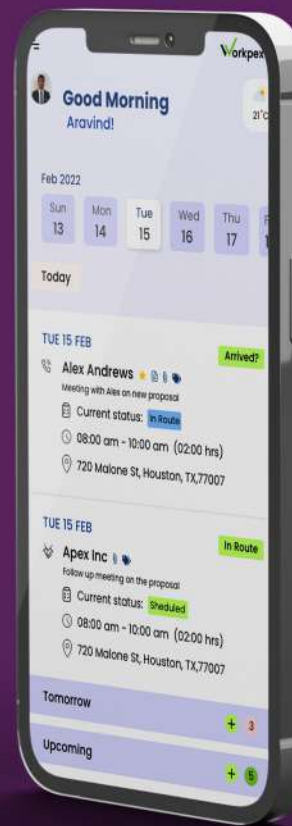 Workpex
Good Morning
Aravind!
21°c
Feb 2022
Sun Mon Tue Wed Thu
13 14 15 16 17
Today
TUE 15 FEB
Arrived?
Alex Andrews
Meeting with Alex on new proposal
Current status: In Route
08:00 am - 10:00 am (02:00 hrs)
720 Malone St, Houston, TX,77007
TUE 15 FEB
In Route
Apex Inc
Follow up meeting on the proposal
Current status: Sheduled
08:00 am - 10:00 am (02:00 hrs)
720 Malone St, Houston, TX,77007
Tomorrow + 3
Upcoming + 5